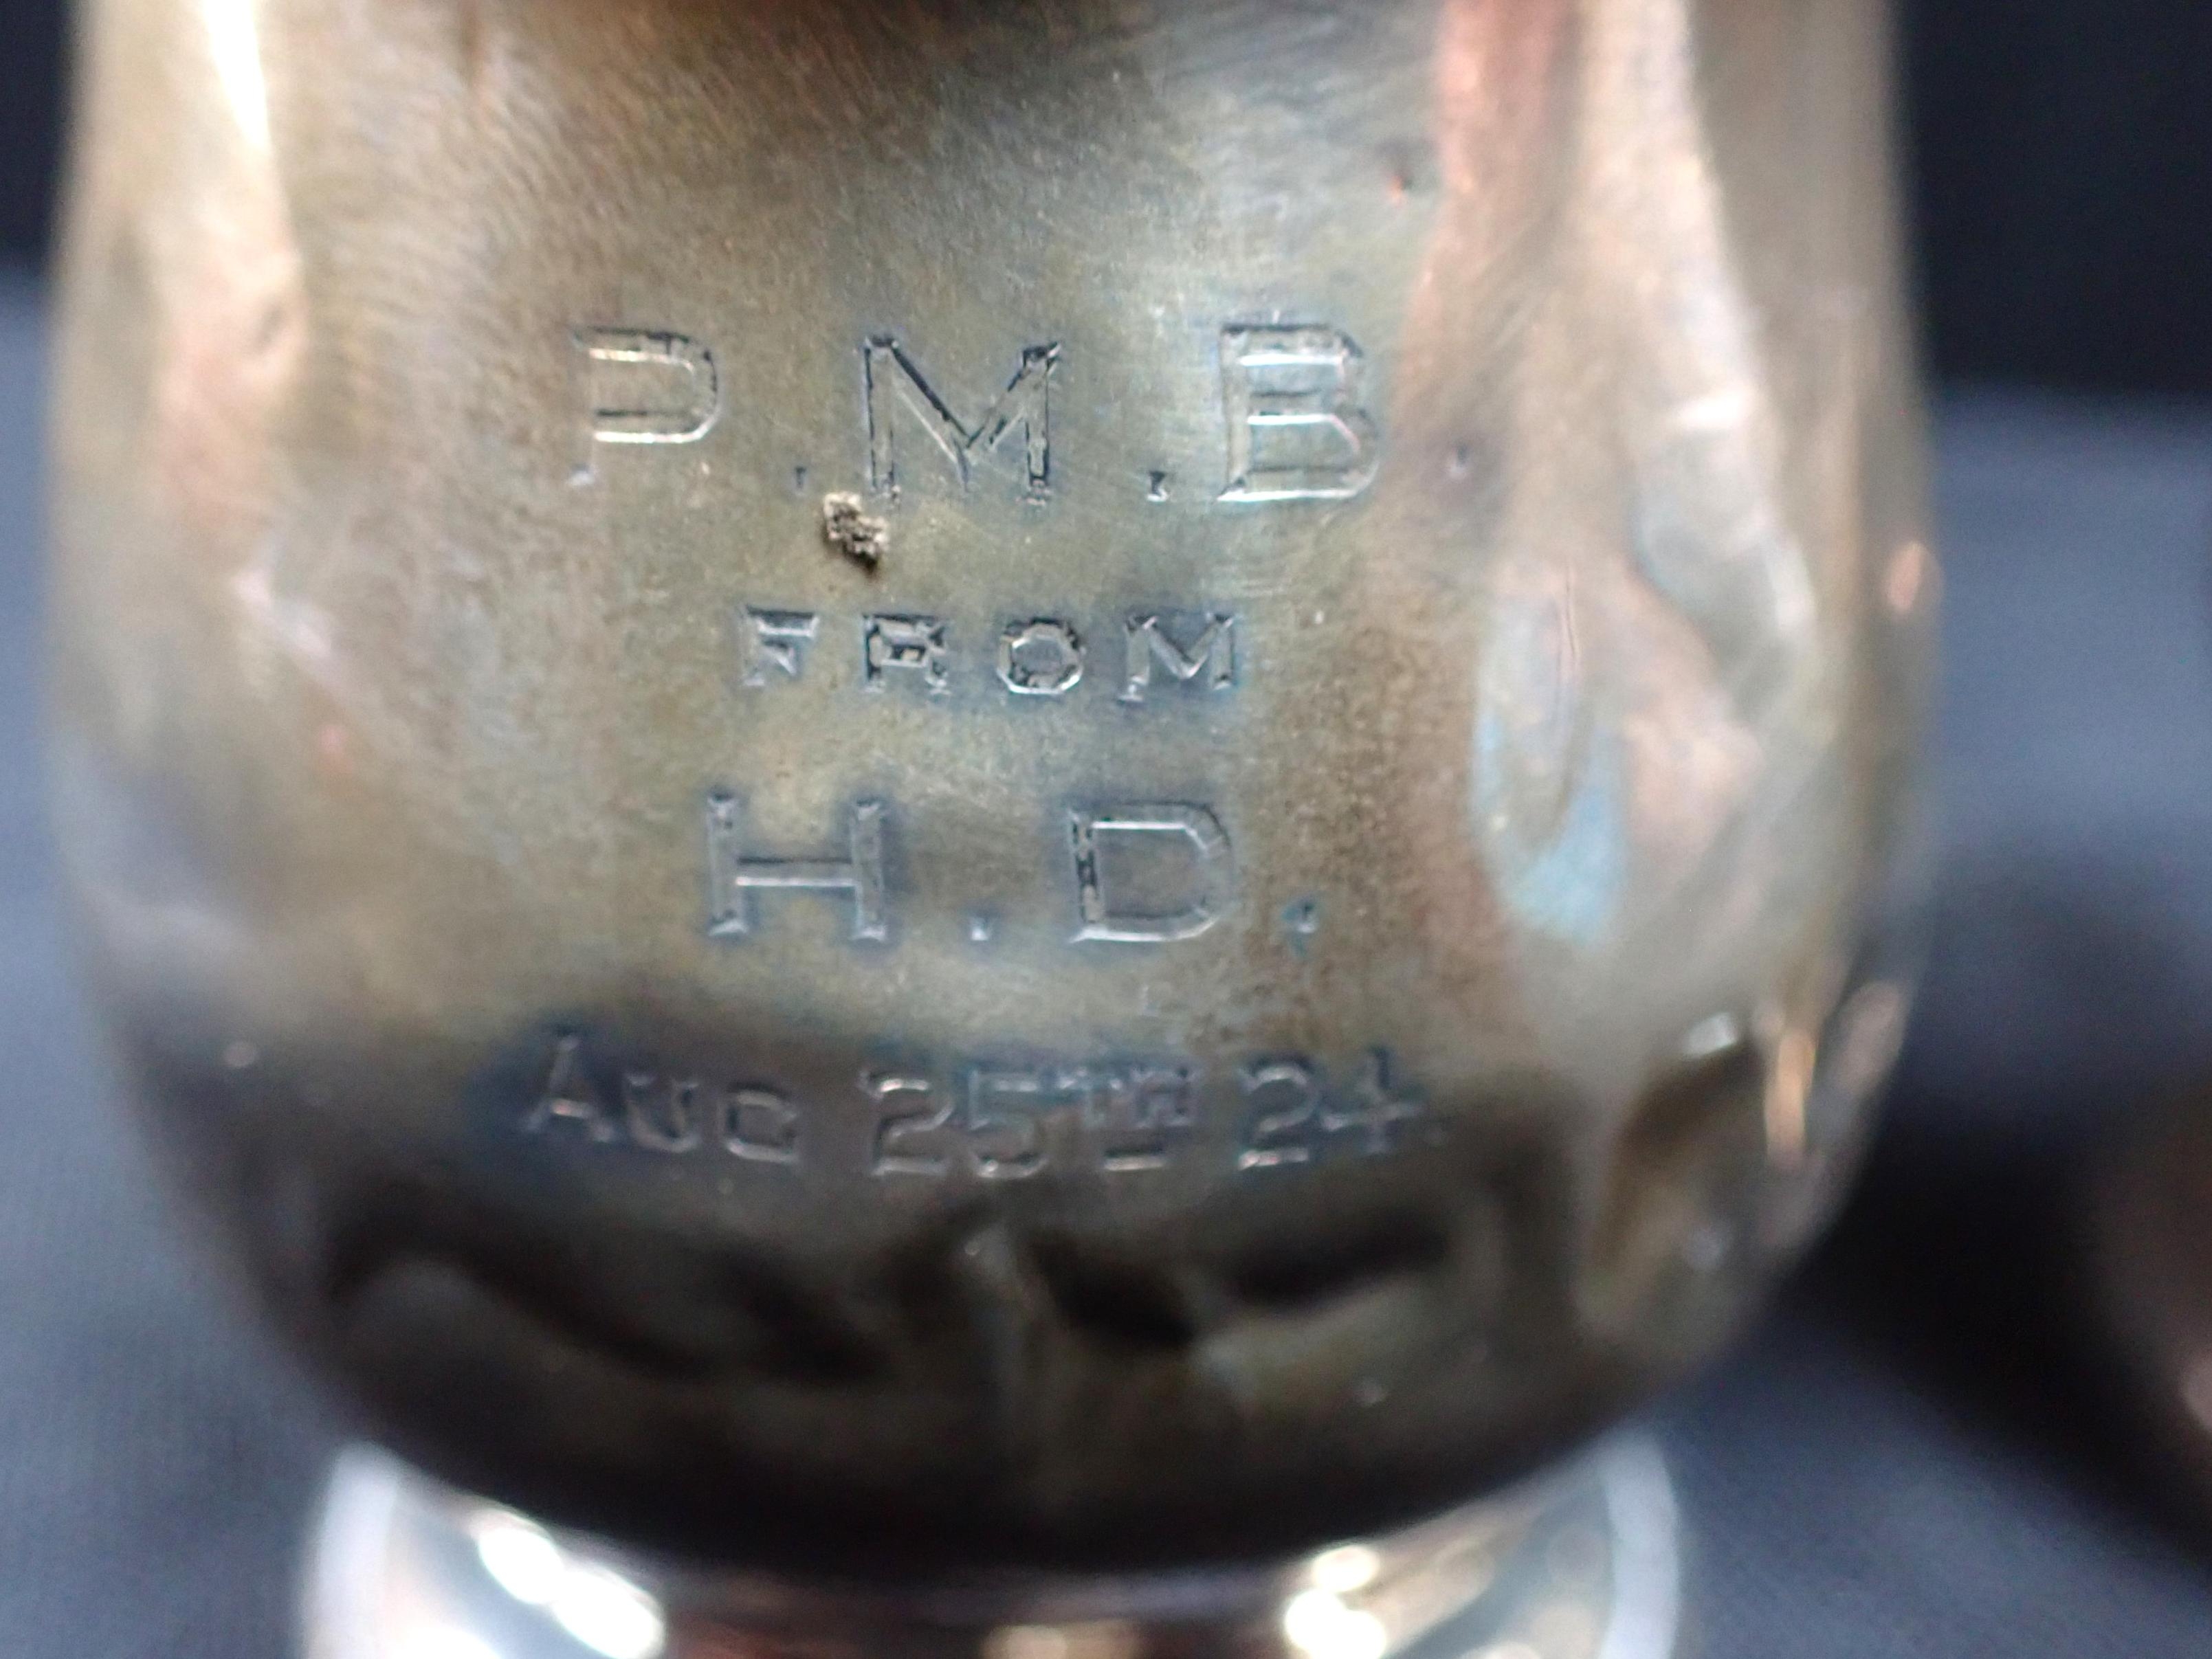 P.M.B.
FROM
H.D.
AUG 25TH 24.